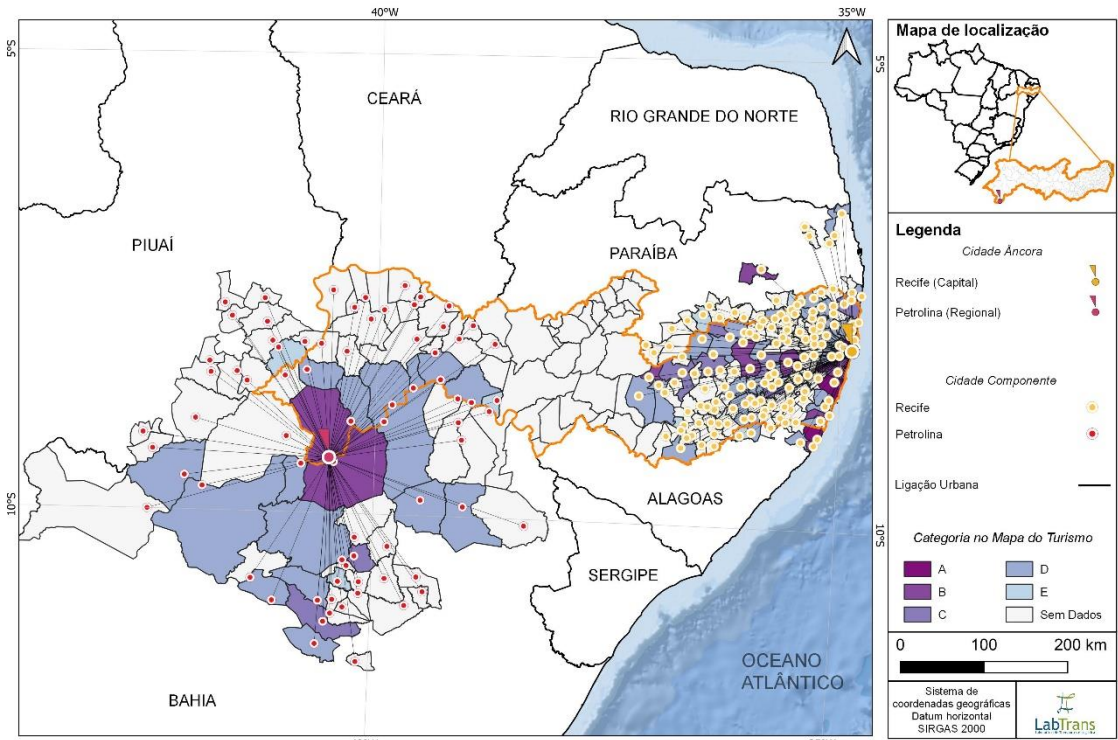 40°W
35°W
5°S
5°S
CEARÁ
RIO GRANDE DO NORTE
PIUAÍ
PARAÍBA
10°S
10°S
ALAGOAS
SERGIPE
BAHIA
OCEANO
ATLÂNTICO
Mapa de localização
Legenda
Cidade Âncora
Recife (Capital)
Petrolina (Regional)
Cidade Componente
Recife
Petrolina
Ligação Urbana
Categoria no Mapa do Turismo
A
D
B
E
C
Sem Dados
0
100
200 km
Sistema de
coordenadas geográficas
Datum horizontal
SIRGAS 2000
LabTrans